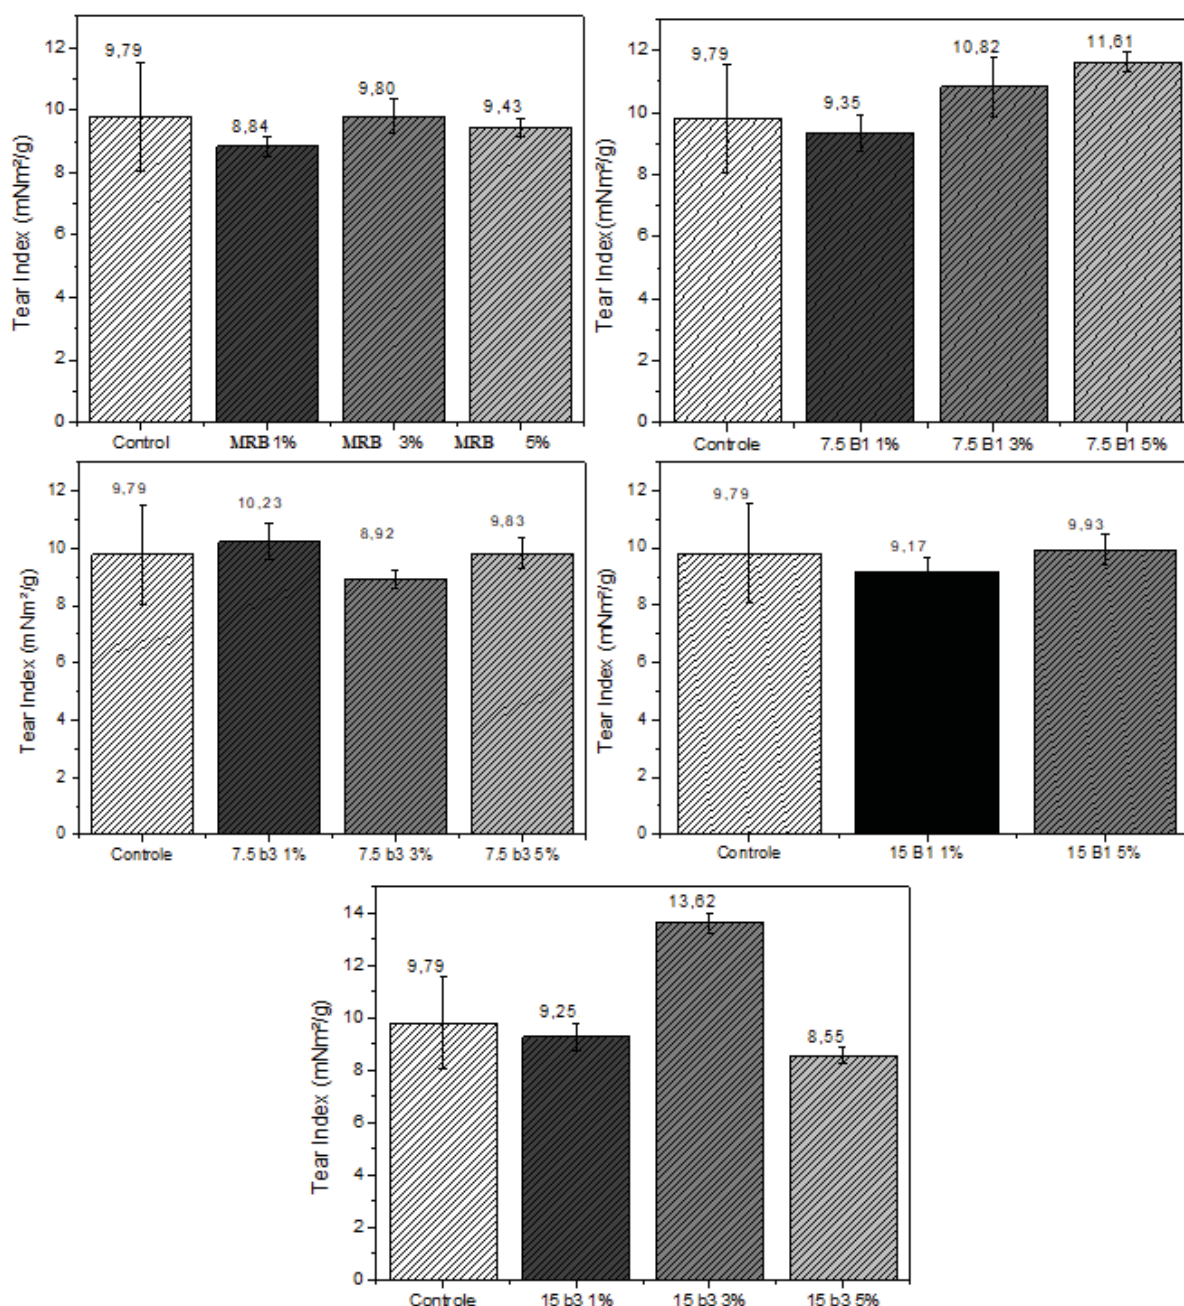 Tear Index (mNm²/g)
12
10
8
6
4
2
0
9,79
8,84
9,80
9,43
Control
MRB 1%
MRB 3%
MRB 5%
Tear Index(mNm²/g)
12
10
8
6
4
2
0
9,79
9,35
10,82
11,61
Controle
7.5 B1 1%
7.5 B1 3%
7.5 B1 5%
Tear Index (mNm²/g)
12
10
8
6
4
2
0
9,79
10,23
8,92
9,83
Controle
7.5 b3 1%
7.5 b3 3%
7.5 b3 5%
Tear Index (mNm²/g)
12
10
8
6
4
2
0
9,79
9,17
9,93
Controle
15 B1 1%
15 B1 5%
Tear Index (mNm²/g)
14
12
10
8
6
4
2
0
9,79
9,25
13,62
8,55
Controle
15 b3 1%
15 b3 3%
15 b3 5%